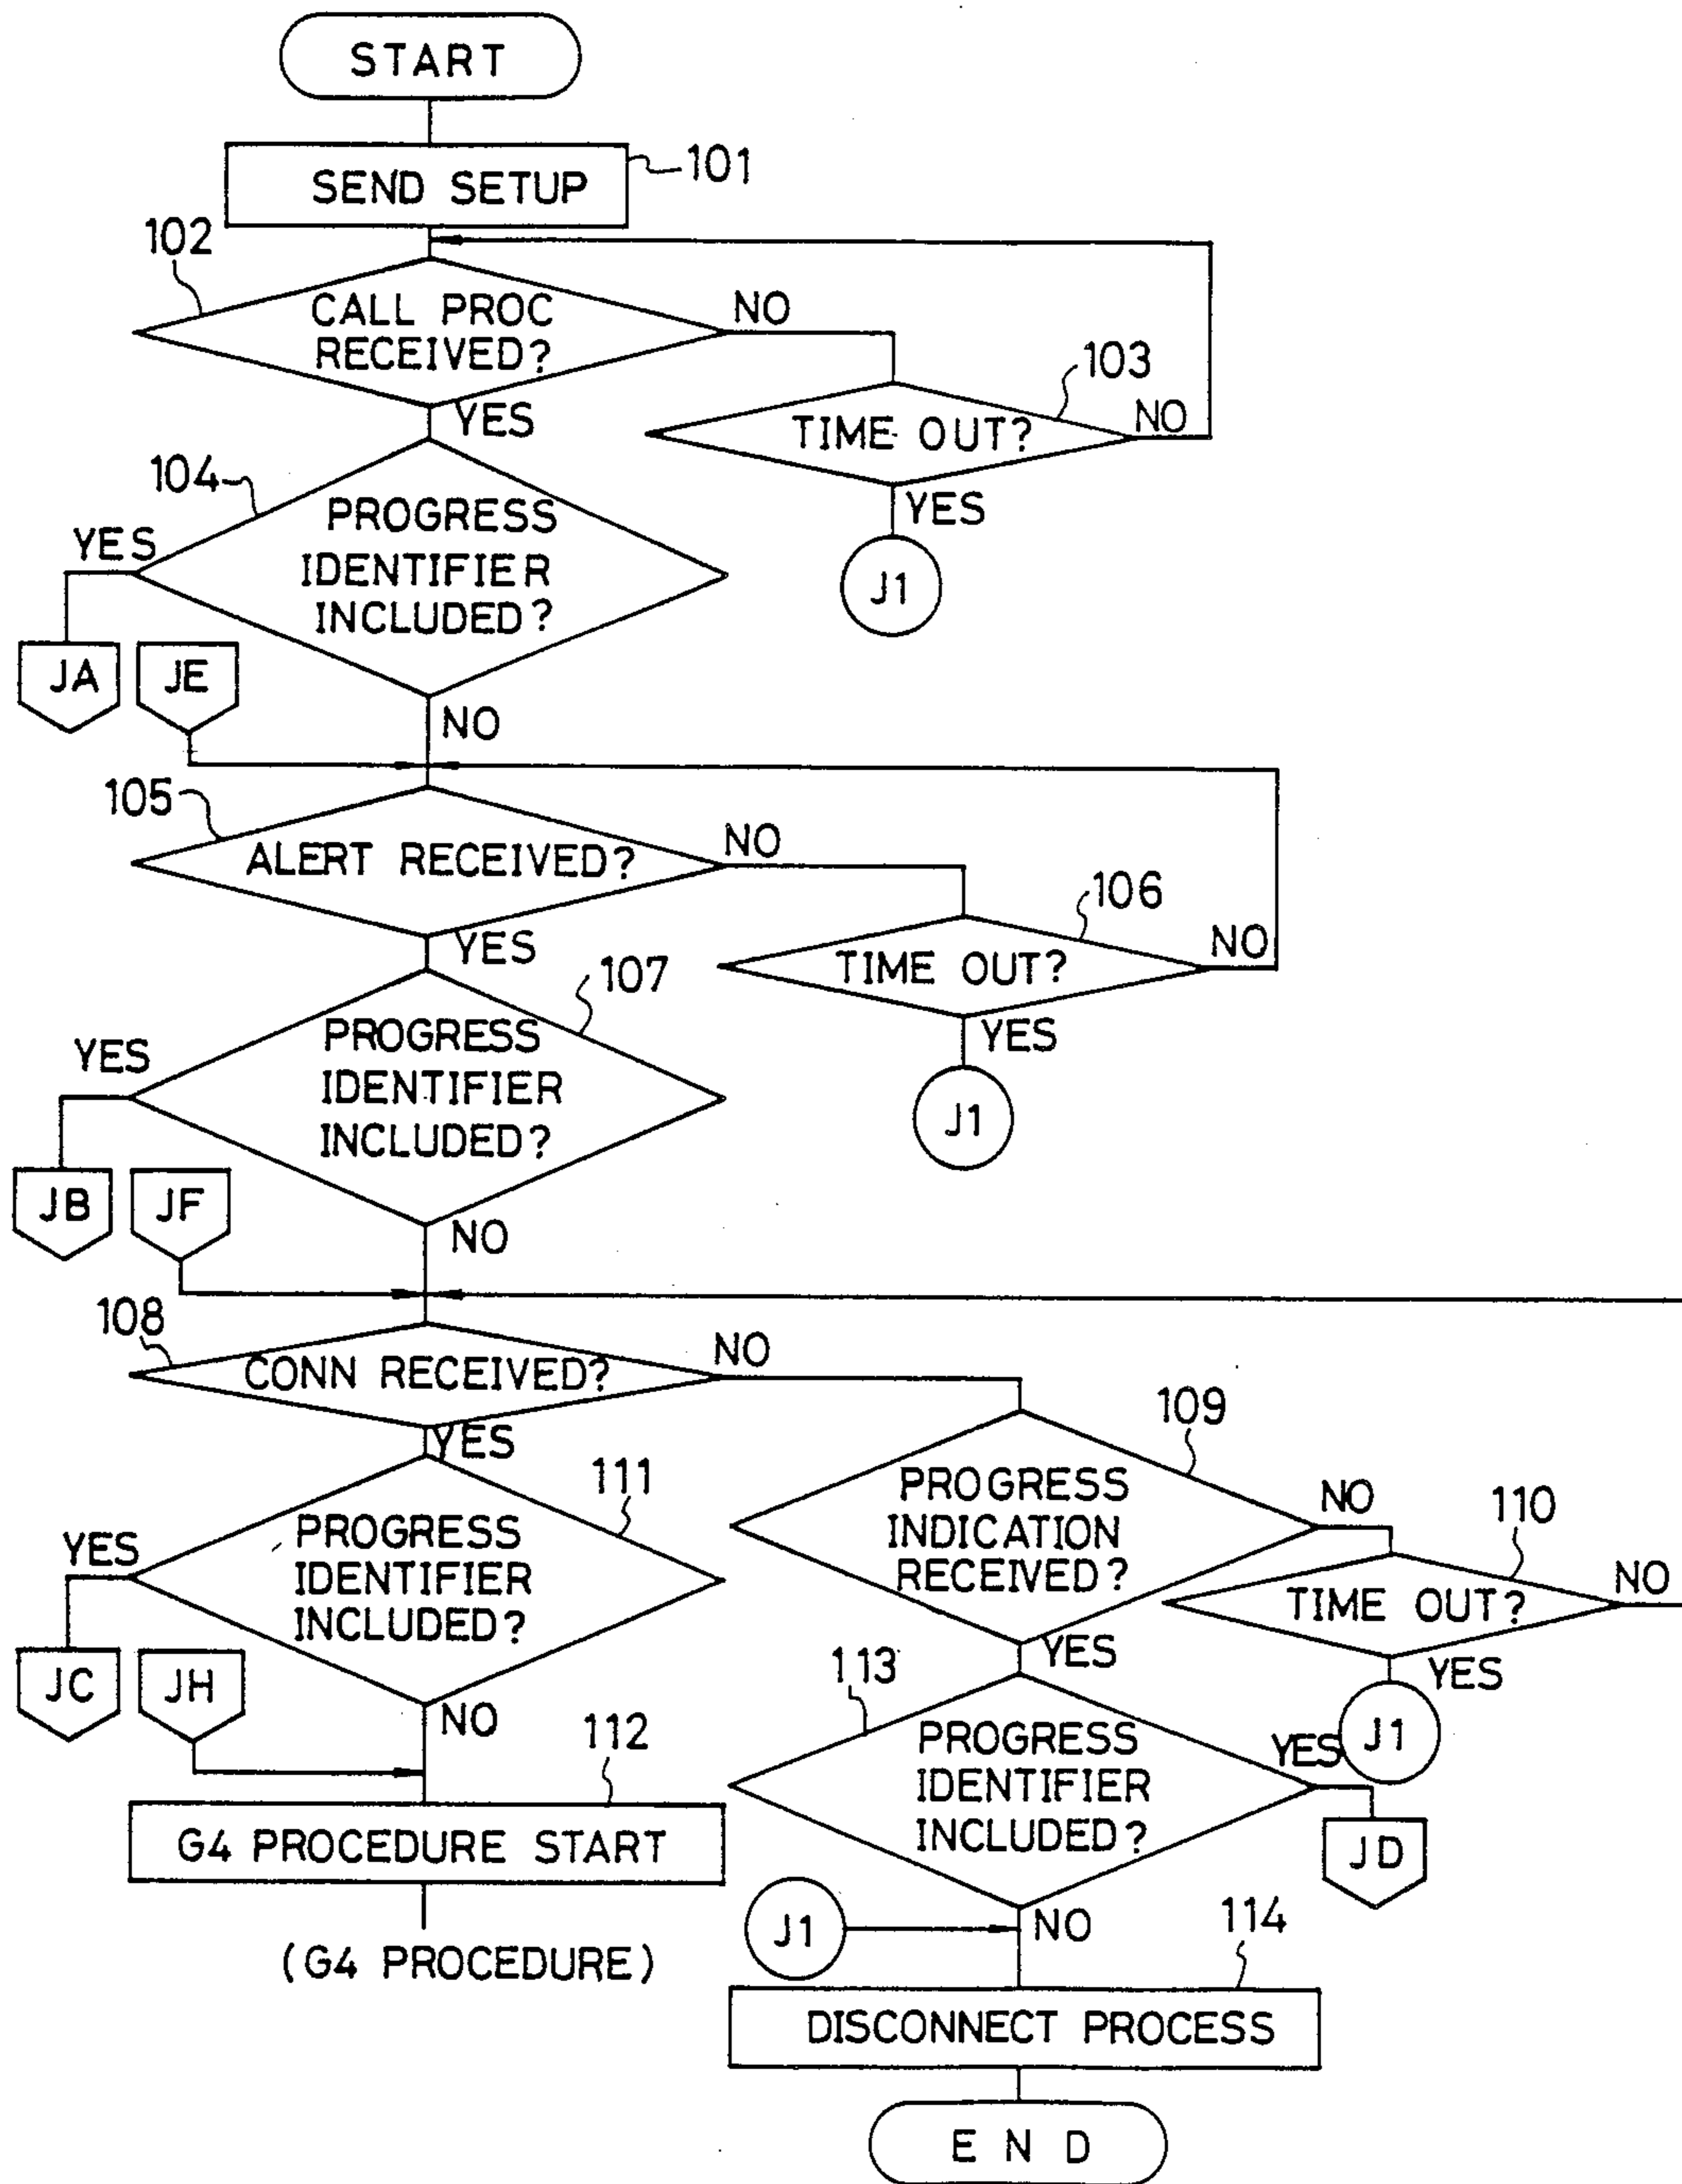 START
SEND SETUP
101
102
CALL PROC
RECEIVED?
NO
YES
103
TIME OUT?
NO
YES
J1
104
PROGRESS
IDENTIFIER
INCLUDED?
YES
JA
JE
NO
105
ALERT RECEIVED?
NO
YES
106
TIME OUT?
NO
YES
J1
107
PROGRESS
IDENTIFIER
INCLUDED?
YES
JB
JF
NO
108
CONN RECEIVED?
NO
YES
109
PROGRESS
INDICATION
RECEIVED?
NO
YES
110
TIME OUT?
NO
YES
J1
111
PROGRESS
IDENTIFIER
INCLUDED?
YES
JC
JH
NO
112
G4 PROCEDURE START
(G4 PROCEDURE)
113
PROGRESS
IDENTIFIER
INCLUDED?
YES
JD
J1
NO
114
DISCONNECT PROCESS
END